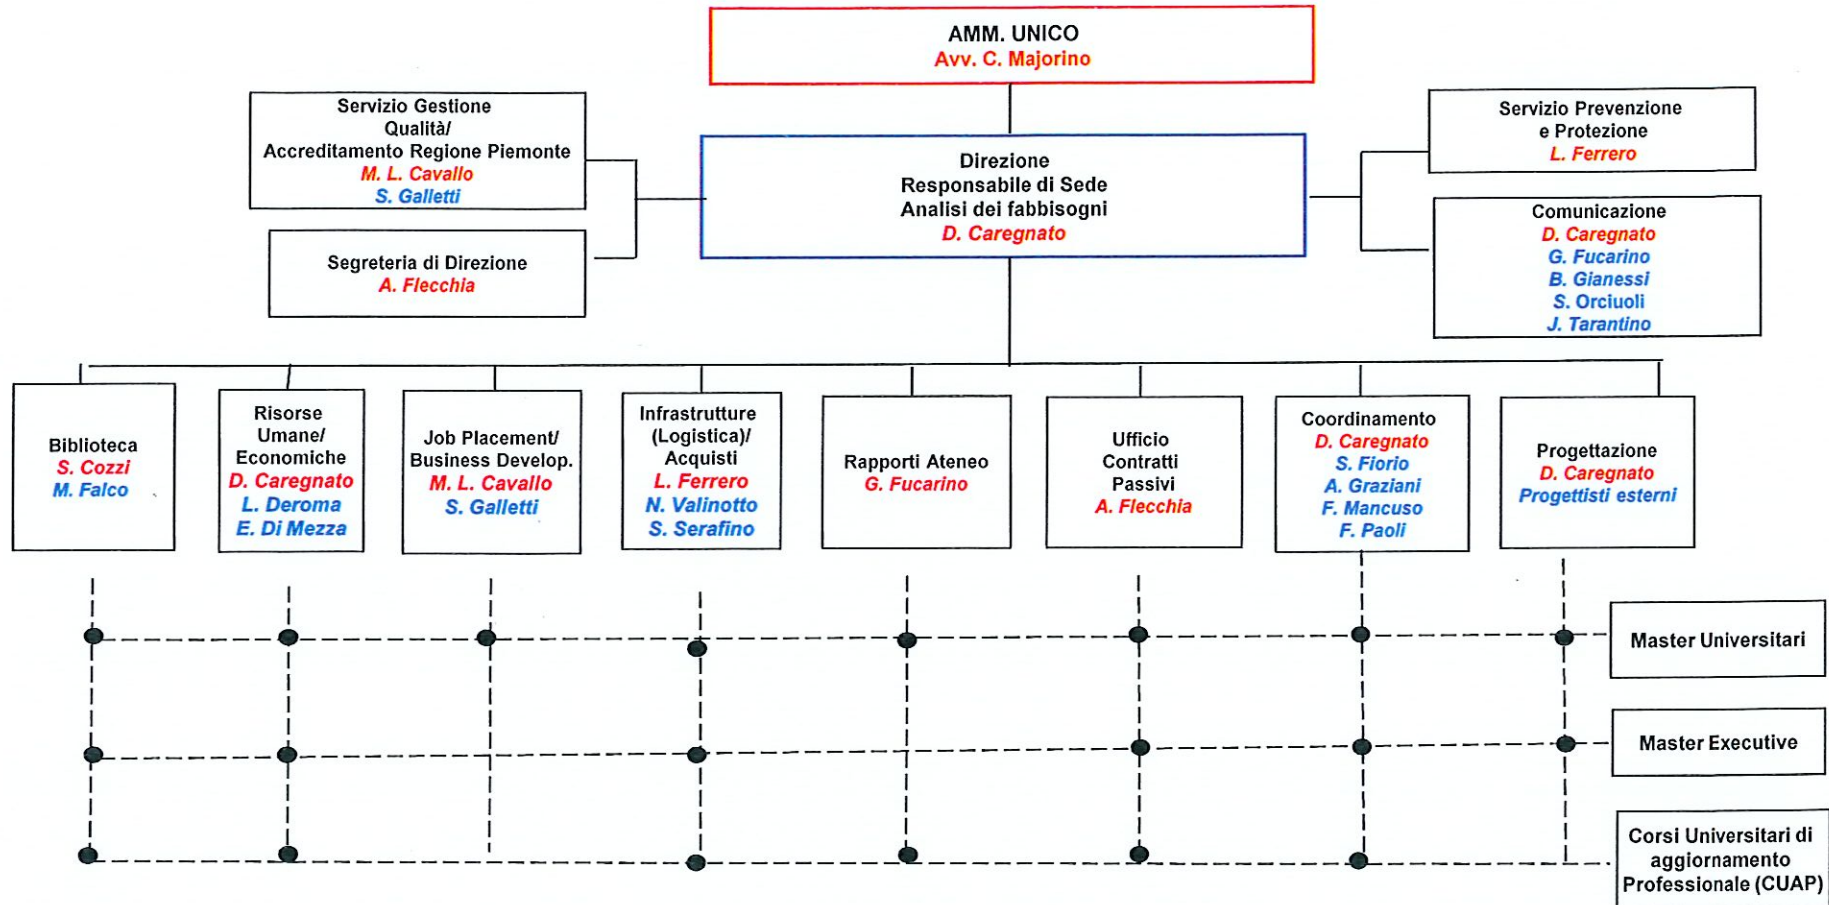 AMM. UNICO
Avv. C. Majorino
Servizio Gestione
Qualità/
Accreditamento Regione Piemonte
M. L. Cavallo
S. Galletti
Segreteria di Direzione
A. Flecchia
Direzione
Responsabile di Sede
Analisi dei fabbisogni
D. Caregnato
Servizio Prevenzione
e Protezione
L. Ferrero
Comunicazione
D. Caregnato
G. Fucarino
B. Gianessi
S. Orciuoli
J. Tarantino
Biblioteca
S. Cozzi
M. Falco
Risorse
Umane/
Economiche
D. Caregnato
L. Deroma
E. Di Mezza
Job Placement/
Business Develop.
M. L. Cavallo
S. Galletti
Infrastrutture
(Logistica)/
Acquisti
L. Ferrero
N. Valinotto
S. Serafino
Rapporti Ateneo
G. Fucarino
Ufficio
Contratti
Passivi
A. Flecchia
Coordinamento
D. Caregnato
S. Fiorio
A. Graziani
F. Mancuso
F. Paoli
Progettazione
D. Caregnato
Progettisti esterni
Master Universitari
Master Executive
Corsi Universitari di
aggiornamento
Professionale (CUAP)